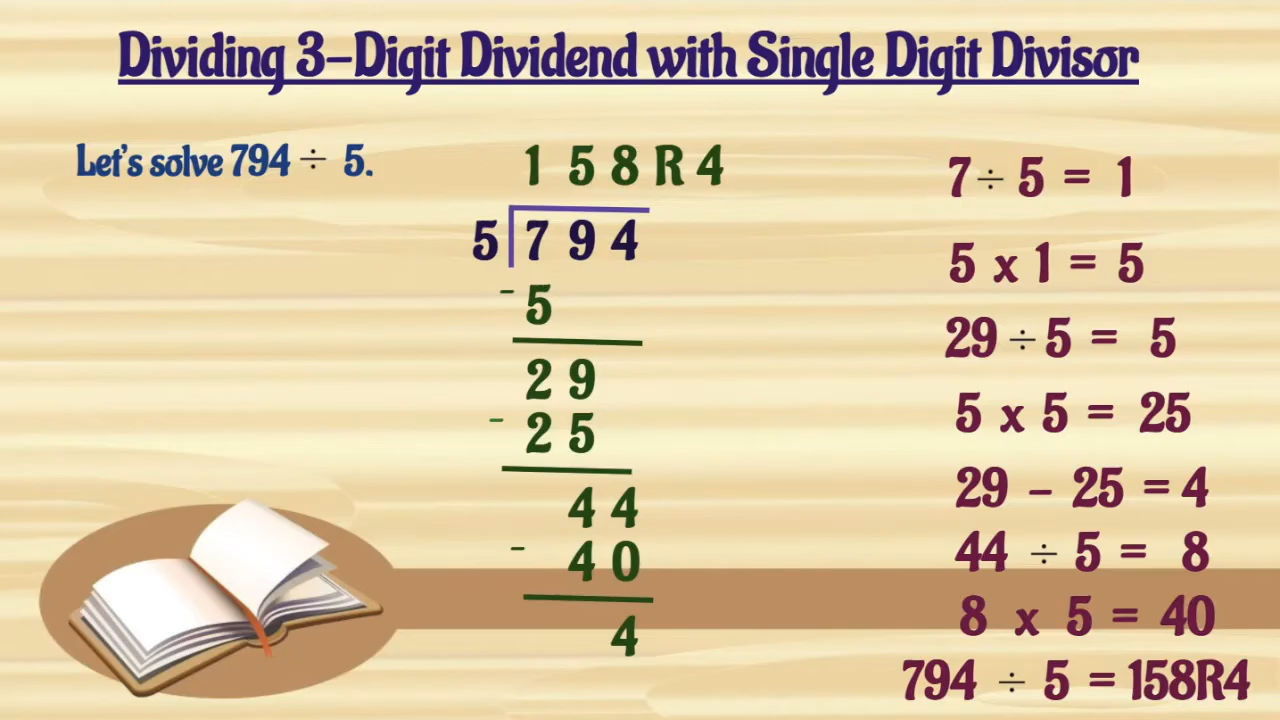 Dividing 3-Digit Dividend with Single Digit Divisor
Let's solve 794 ÷ 5.
1 5 8 R 4
5 7 9 4
- 5
2 9
- 2 5
4 4
- 4 0
4
7 ÷ 5 = 1
5 x 1 = 5
29 ÷ 5 = 5
5 x 5 = 25
29 - 25 = 4
44 ÷ 5 = 8
8 x 5 = 40
794 ÷ 5 = 158R4